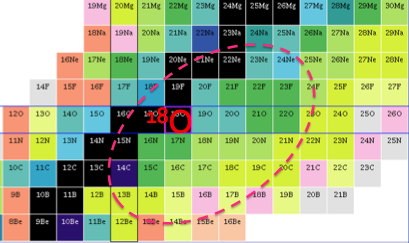 19Mg 20Mg 21Mg 22Mg 23Mg 24Mg 25Mg 26Mg 27Mg 28Mg 29Mg 30Mg
18Na 19Na 20Na 21Na 22Na 23Na 24Na 25Na 26Na 27Na 28Na 29Na
16Ne 17Ne 18Ne 19Ne 20Ne 21Ne 22Ne 23Ne 24Ne 25Ne 26Ne 27Ne 28Ne
14F 15F 16F 17F 18F 19F 20F 21F 22F 23F 24F 25F 26F 27F
12O 13O 14O 15O 16O 18O 19O 20O 21O 22O 23O 24O 25O 26O
11N 12N 13N 14N 15N 16N 17N 18N 19N 20N 21N 22N 23N 24N 25N
10C 11C 12C 13C 14C 15C 16C 17C 18C 19C 20C 21C 22C 23C
9B 10B 11B 12B 13B 14B 15B 16B 17B 18B 19B 20B 21B
8Be 9Be 10Be 11Be 12Be 13Be 14Be 15Be 16Be